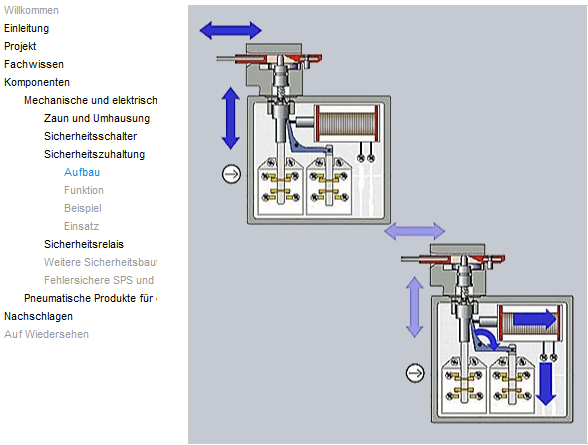 Willkommen
Einleitung
Projekt
Fachwissen
Komponenten
Mechanische und elektrisch
Zaun und Umhausung
Sicherheitsschalter
Sicherheitszuhaltung
Aufbau
Funktion
Beispiel
Einsatz
Sicherheitsrelais
Weitere Sicherheitsbaut
Fehlersichere SPS und
Pneumatische Produkte für
Nachschlagen
Auf Wiedersehen